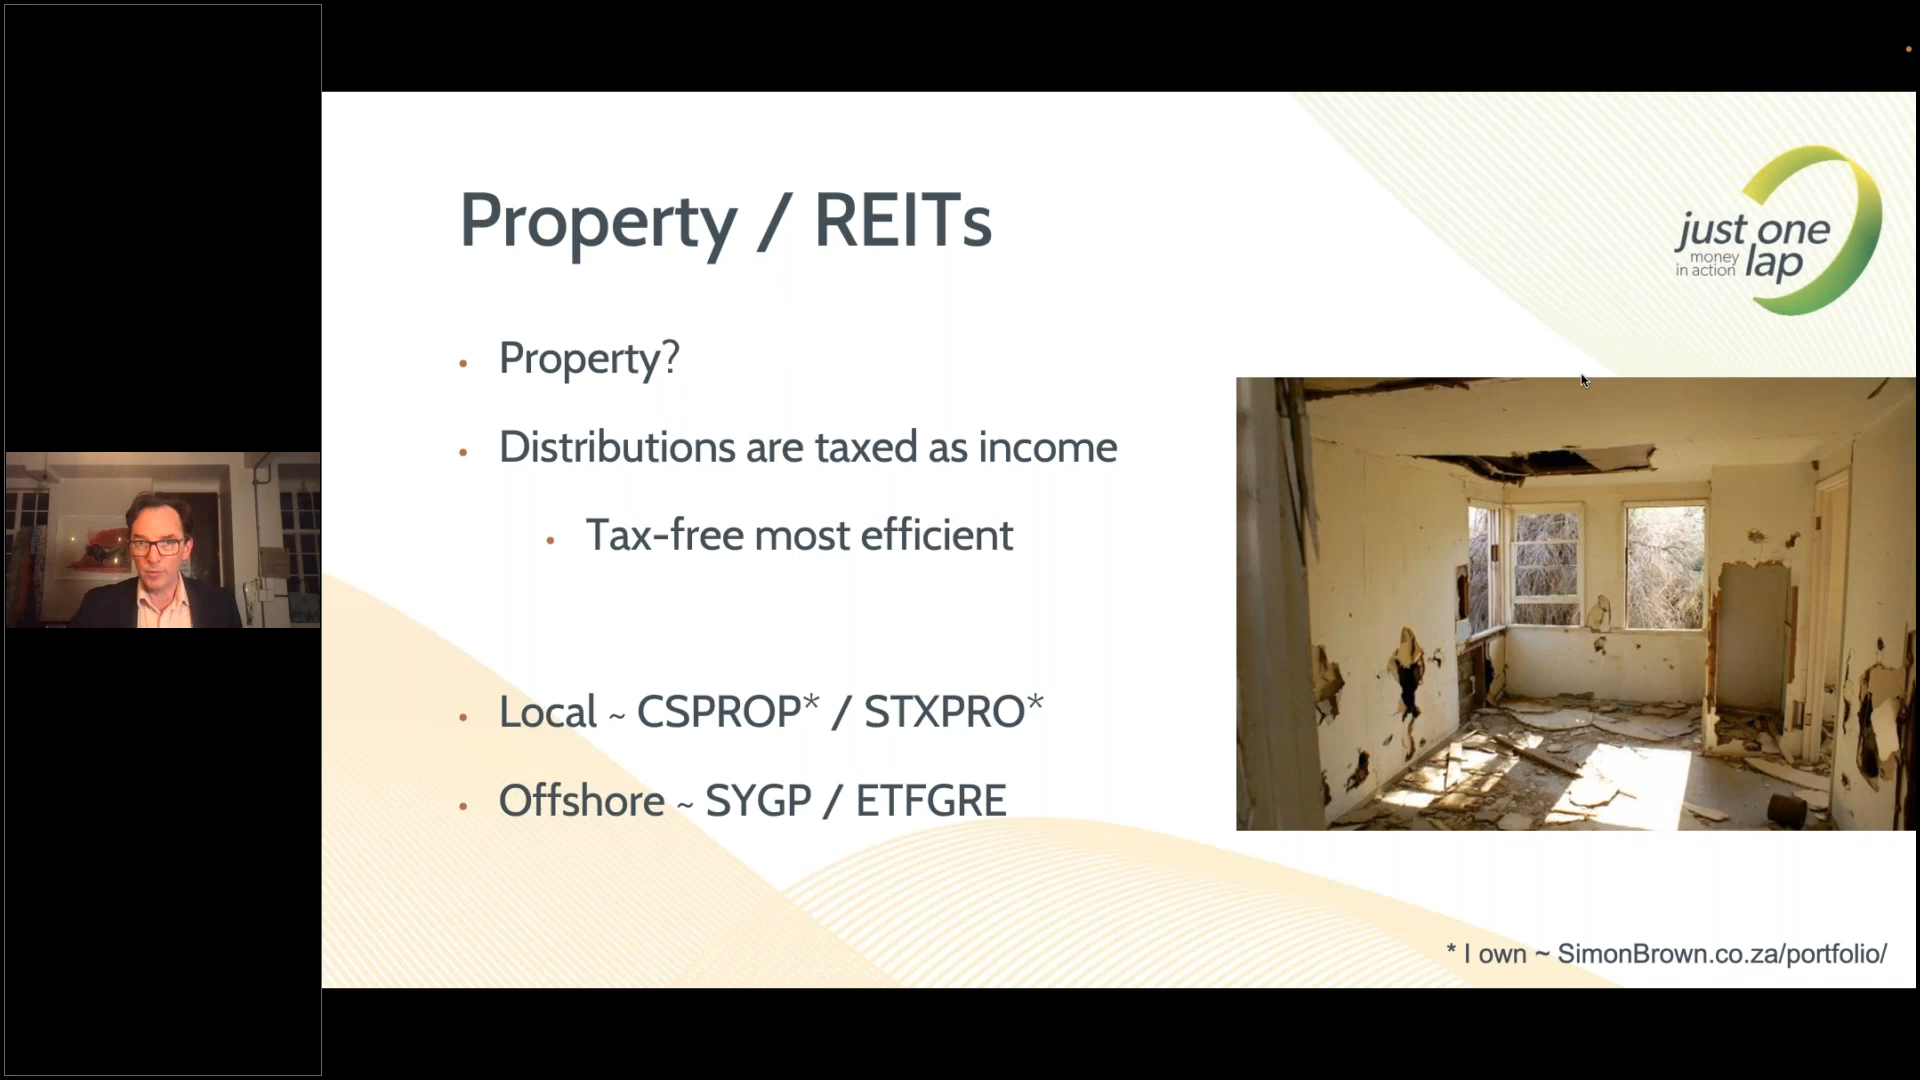 Property / REITs
just one
money
in action lap
• Property?
• Distributions are taxed as income
• Tax-free most efficient
• Local ~ CSPROP* / STXPRO*
• Offshore ~ SYGP / ETFGRE
* I own ~ SimonBrown.co.za/portfolio/